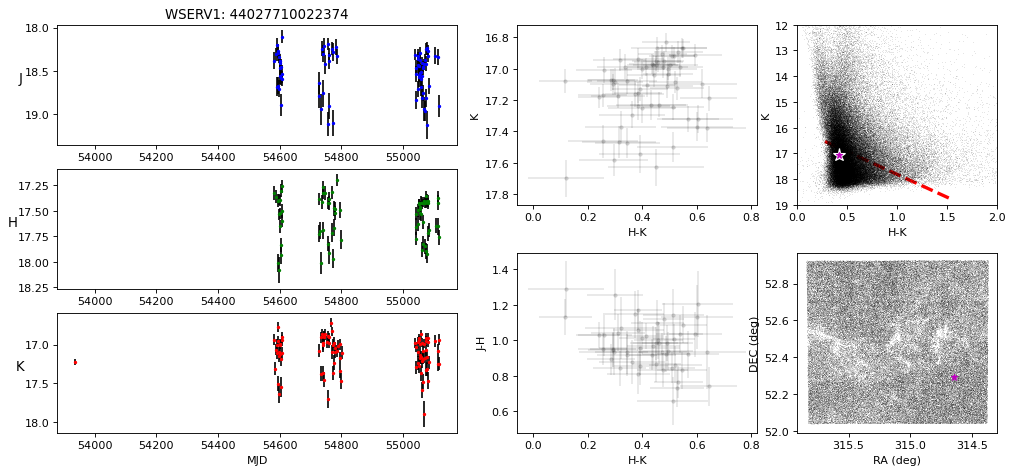 WSERV1: 44027710022374
18.0
18.5
19.0
J
54000 54200 54400 54600 54800 55000
17.25
17.50
17.75
18.00
18.25
H
54000 54200 54400 54600 54800 55000
17.0
17.5
18.0
K
54000 54200 54400 54600 54800 55000
MJD
16.8
17.0
17.2
17.4
17.6
17.8
K
0.0 0.2 0.4 0.6 0.8
H-K
12
13
14
15
16
17
18
19
K
0.0 0.5 1.0 1.5 2.0
H-K
1.4
1.2
1.0
0.8
0.6
J-H
0.0 0.2 0.4 0.6 0.8
H-K
52.8
52.6
52.4
52.2
52.0
DEC (deg)
315.5 315.0 314.5
RA (deg)